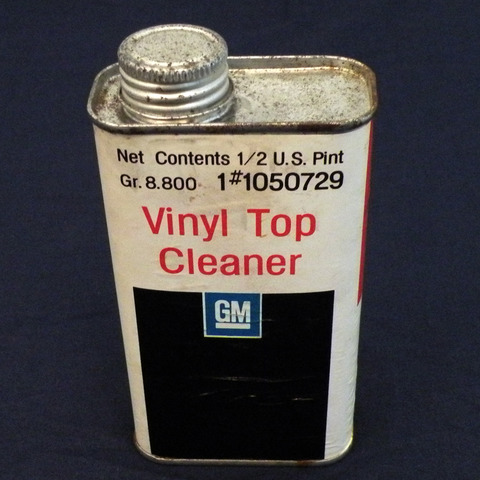 Net Contents 1/2 U.S. Pint
Gr. 8.800 1#1050729
Vinyl Top
Cleaner
GM